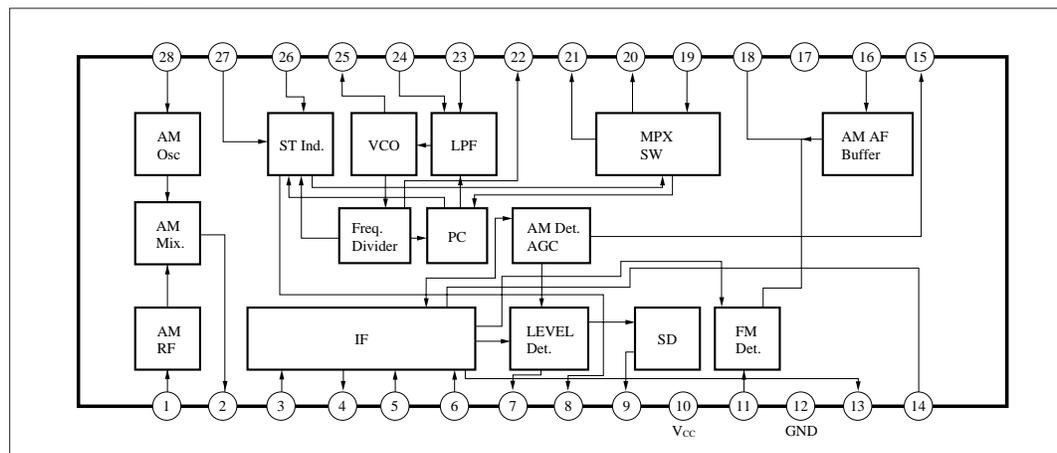 28 27 26 25 24 23 22 21 20 19 18 17 16 15
AM
Osc
ST Ind.
VCO
LPF
MPX
SW
AM AF
Buffer
AM
Mix.
Freq.
Divider
PC
AM Det.
AGC
AM
RF
IF
LEVEL
Det.
SD
FM
Det.
1 2 3 4 5 6 7 8 9 10 11 12 13 14
VCC
GND